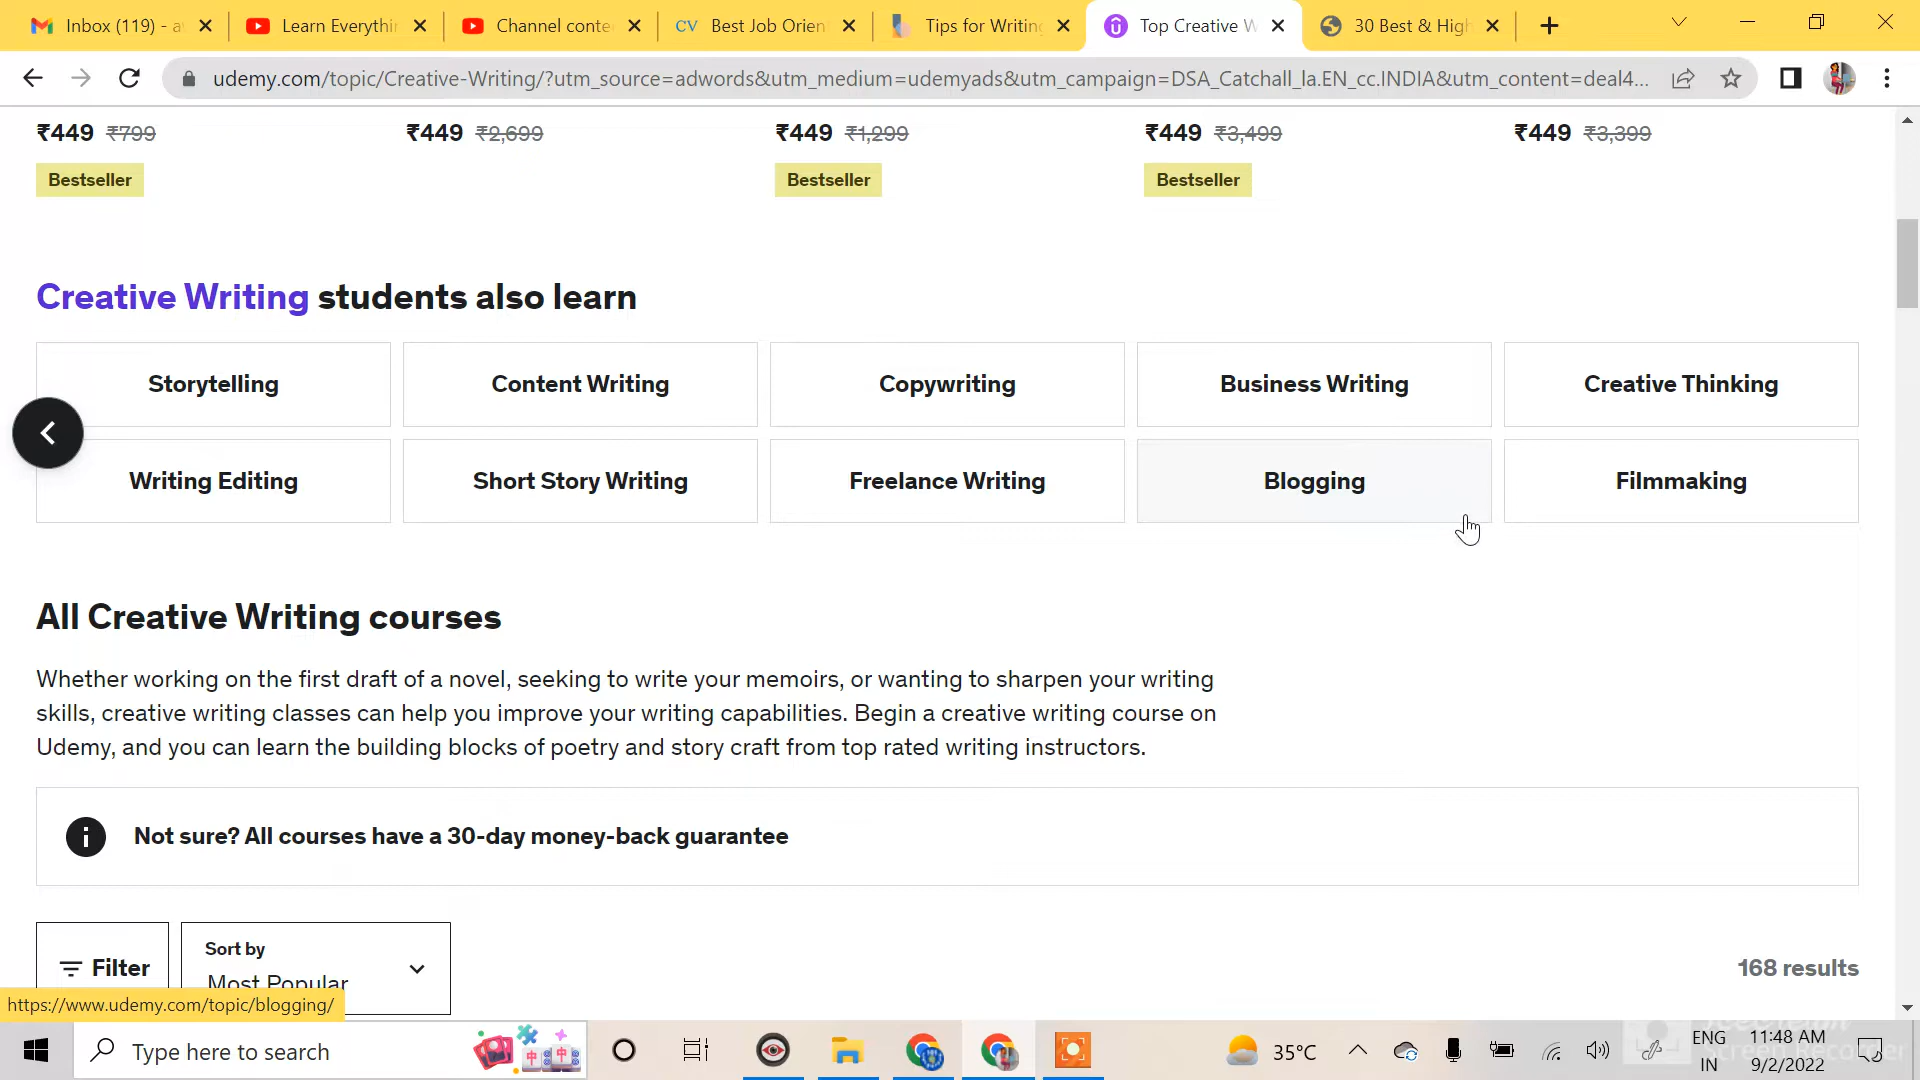 Inbox (119) - a
Learn Everythi
Channel conte
CV Best Job Orien
Tips for Writing
Top Creative W
30 Best & High
udemy.com/topic/Creative-Writing/?utm_source=adwords&utm_medium=udemyads&utm_campaign=DSA_Catchall_la.EN_cc.INDIA&utm_content=deal4...
₹449 ₹799
₹449 ₹2,699
₹449 ₹1,299
₹449 ₹3,499
₹449 ₹3,399
Bestseller
Bestseller
Bestseller
Creative Writing students also learn
Storytelling
Content Writing
Copywriting
Business Writing
Creative Thinking
Writing Editing
Short Story Writing
Freelance Writing
Blogging
Filmmaking
All Creative Writing courses
Whether working on the first draft of a novel, seeking to write your memoirs, or wanting to sharpen your writing
skills, creative writing classes can help you improve your writing capabilities. Begin a creative writing course on
Udemy, and you can learn the building blocks of poetry and story craft from top rated writing instructors.
Not sure? All courses have a 30-day money-back guarantee
Filter
Sort by
Most Popular
168 results
https://www.udemy.com/topic/blogging/
Type here to search
35°C
ENG
IN
11:48 AM
9/2/2022
Screen Recorder